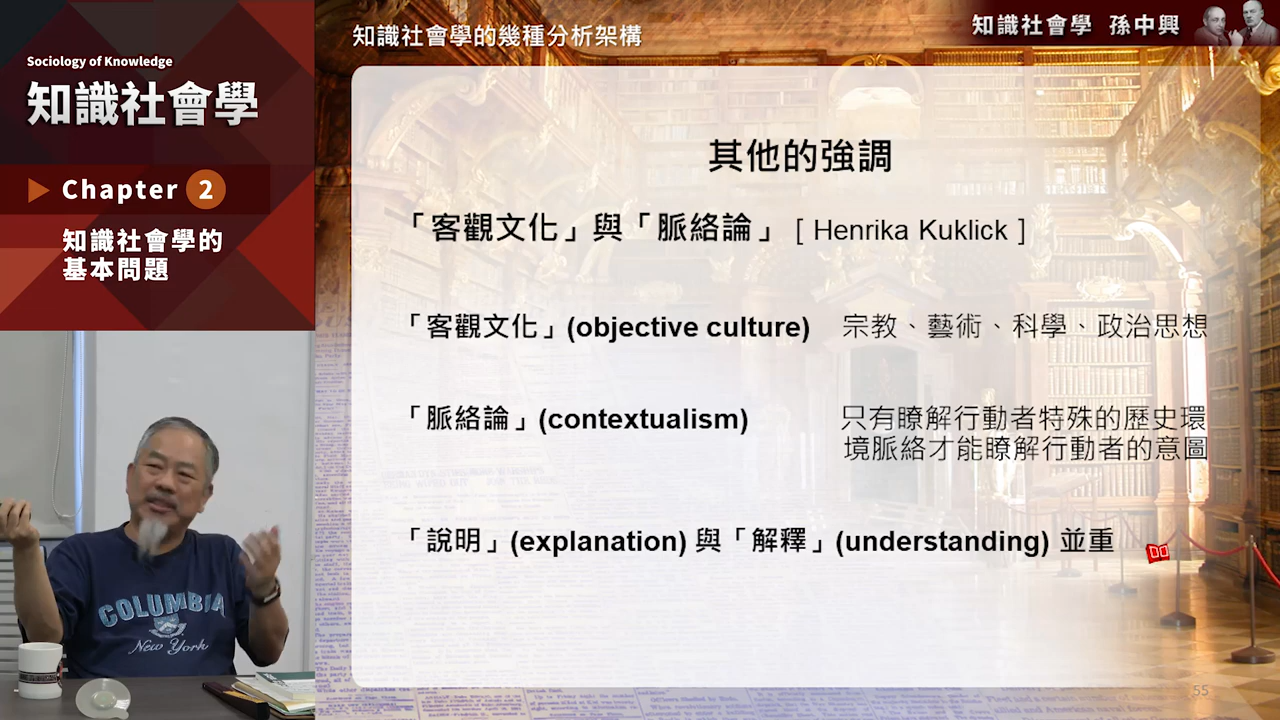 Sociology of Knowledge
知識社會學
Chapter 2
知識社會學的
基本問題
知識社會學的幾種分析架構
知識社會學 孫中興
其他的強調
「客觀文化」與「脈絡論」 [ Henrika Kuklick ]
「客觀文化」(objective culture) 宗教、藝術、科學、政治思想
「脈絡論」(contextualism) 只有瞭解行動者特殊的歷史環
境脈絡才能瞭解行動者的意圖
「說明」(explanation) 與「解釋」(understanding) 並重
55
COLUMBIA
New York